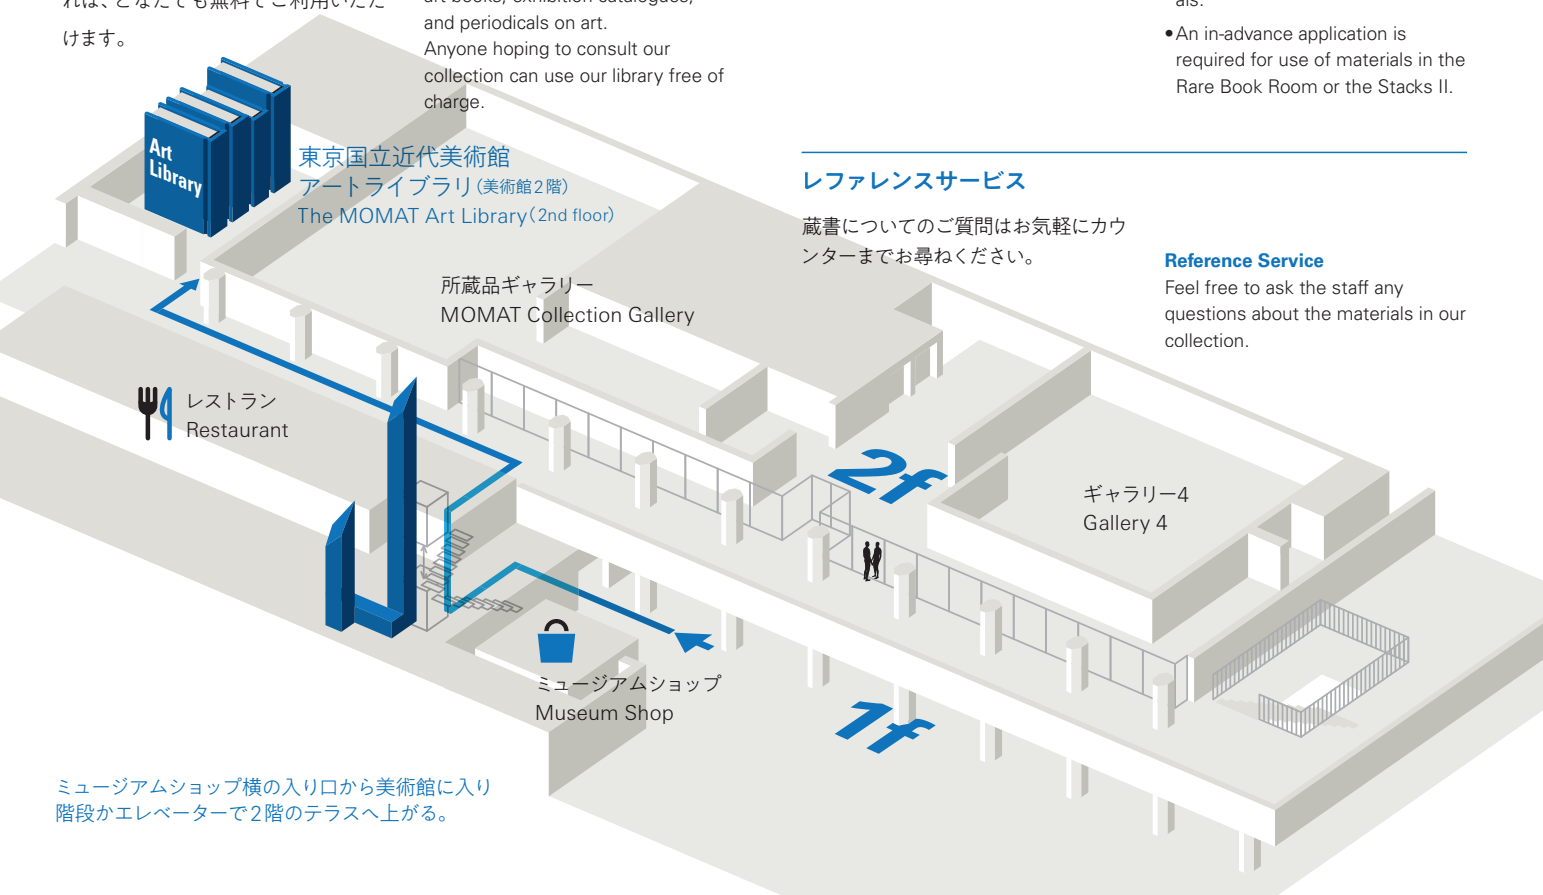 けます。
and periodicals on art.
Anyone hoping to consult our
collection can use our library free of
charge.
als.
•An in-advance application is
required for use of materials in the
Rare Book Room or the Stacks II.
Art
Library
東京国立近代美術館
アートライブラリ（美術館2階）
The MOMAT Art Library（2nd floor）
レファレンスサービス
蔵書についてのご質問はお気軽にカウ
ンターまでお尋ねください。
Reference Service
Feel free to ask the staff any
questions about the materials in our
collection.
所蔵品ギャラリー
MOMAT Collection Gallery
レストラン
Restaurant
2f
ギャラリー4
Gallery 4
ミュージアムショップ
Museum Shop
1f
ミュージアムショップ横の入り口から美術館に入り
階段かエレベーターで2階のテラスへ上がる。